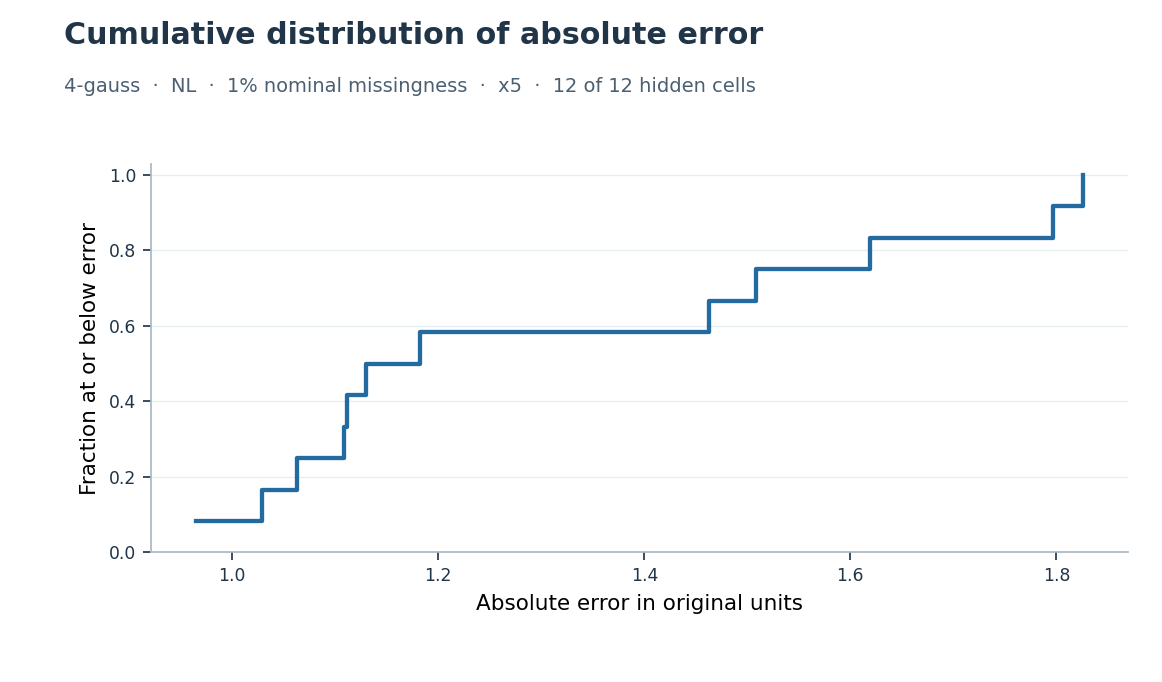 Cumulative distribution of absolute error
4-gauss · NL · 1% nominal missingness · x5 · 12 of 12 hidden cells
Fraction at or below error
1.0
0.8
0.6
0.4
0.2
0.0
1.0 1.2 1.4 1.6 1.8
Absolute error in original units